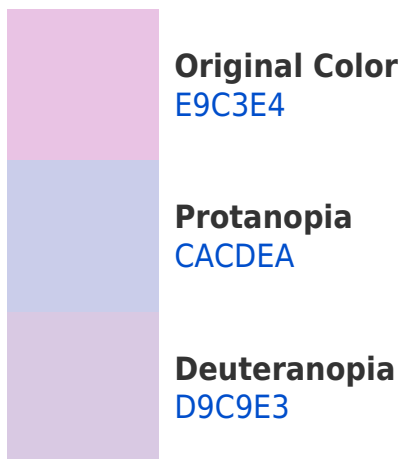 Original Color
E9C3E4
Protanopia
CACDEA
Deuteranopia
D9C9E3